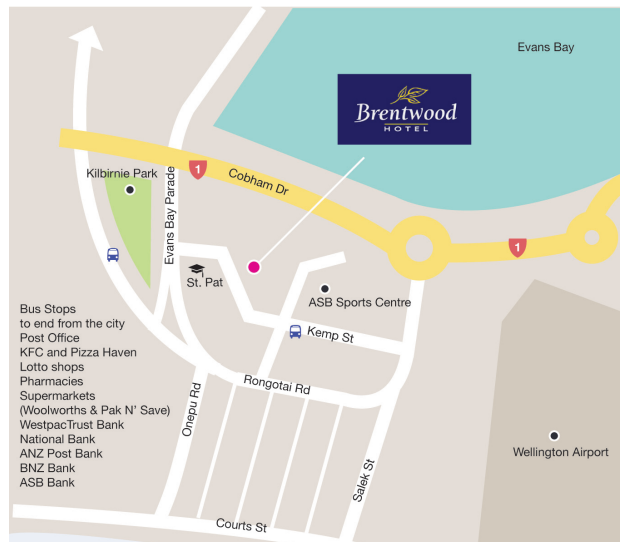 Evans Bay
Brentwood
HOTEL
Kilbirnie Park
1
Cobham Dr
Evans Bay Parade
1
St. Pat
ASB Sports Centre
Kemp St
Bus Stops
to end from the city
Post Office
KFC and Pizza Haven
Lotto shops
Pharmacies
Supermarkets
(Woolworths & Pak N' Save)
WestpacTrust Bank
National Bank
ANZ Post Bank
BNZ Bank
ASB Bank
Rongotai Rd
Onepu Rd
Salek St
Wellington Airport
Courts St